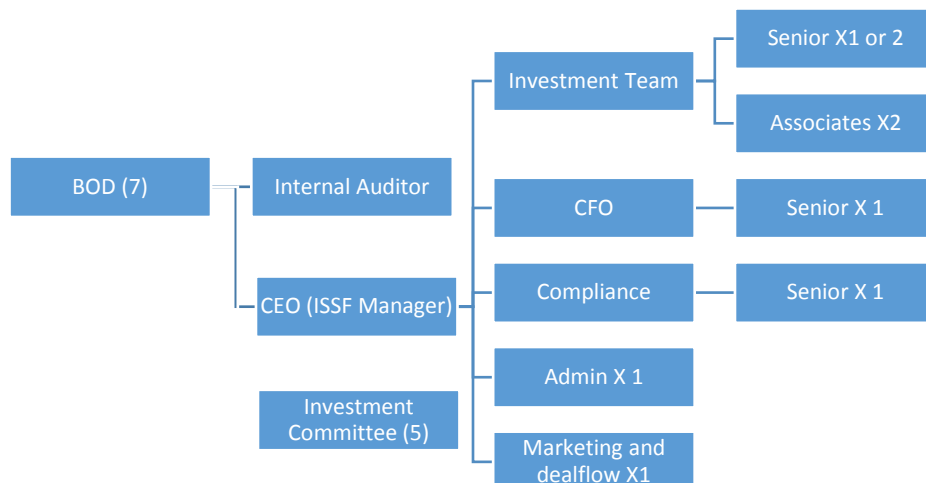 Senior X1 or 2
Investment Team
Associates X2
BOD (7)
Internal Auditor
CFO
Senior X 1
CEO (ISSF Manager)
Compliance
Senior X 1
Admin X 1
Investment
Committee (5)
Marketing and
dealflow X1